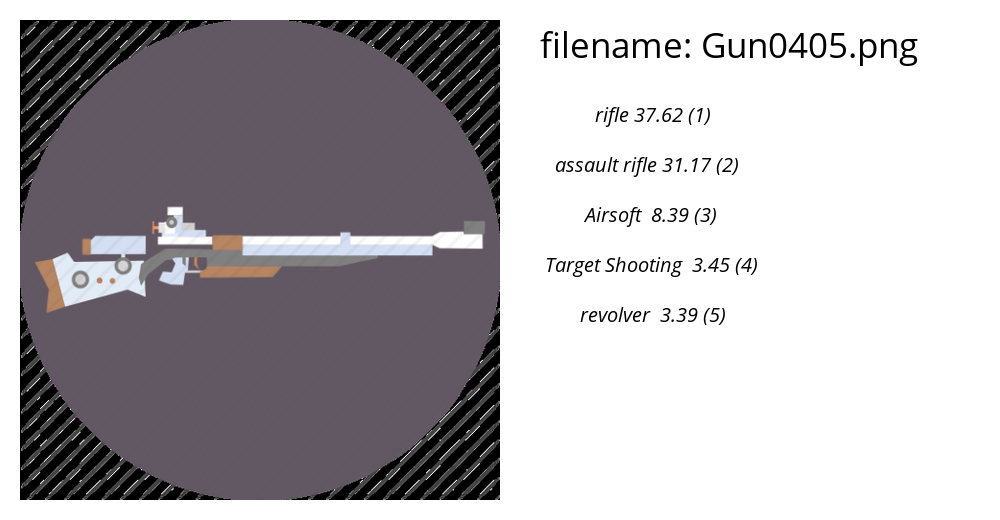 filename: Gun0405.png
rifle 37.62 (1)
assault rifle 31.17 (2)
Airsoft  8.39 (3)
Target Shooting  3.45 (4)
revolver  3.39 (5)